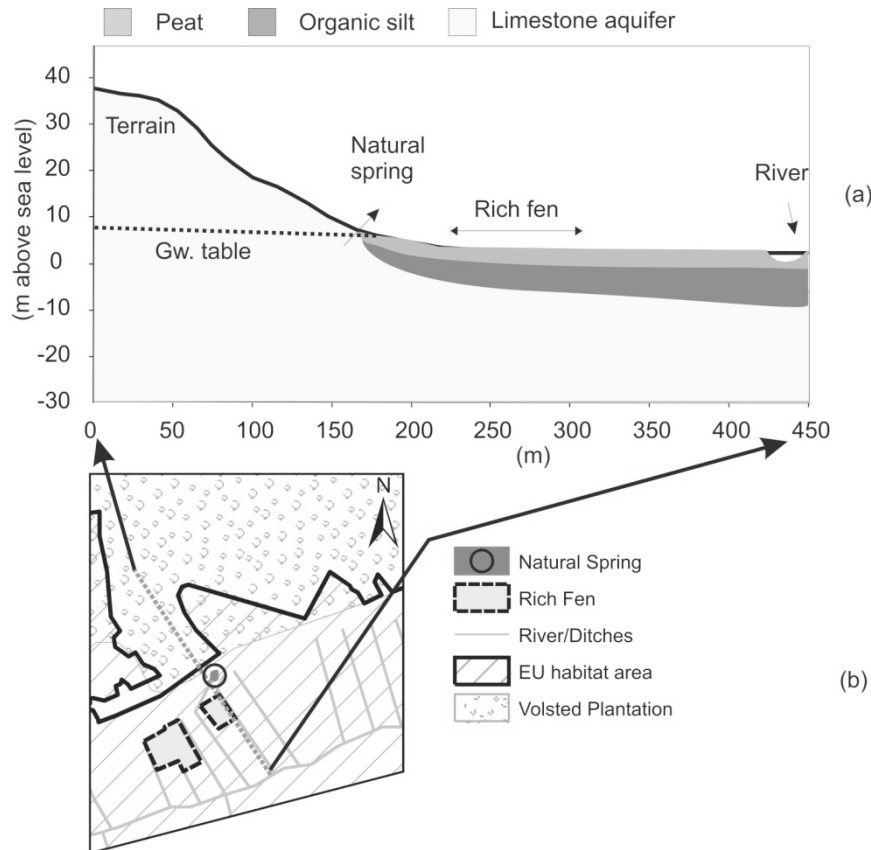 Peat Organic silt Limestone aquifer
40
30
20
10
0
-10
-20
-30
(m above sea level)
Terrain
Gw. table
Natural
spring
Rich fen
River
(a)
0 50 100 150 200 250 300 350 400 450
(m)
N
Natural Spring
Rich Fen
River/Ditches
EU habitat area
Volsted Plantation
(b)